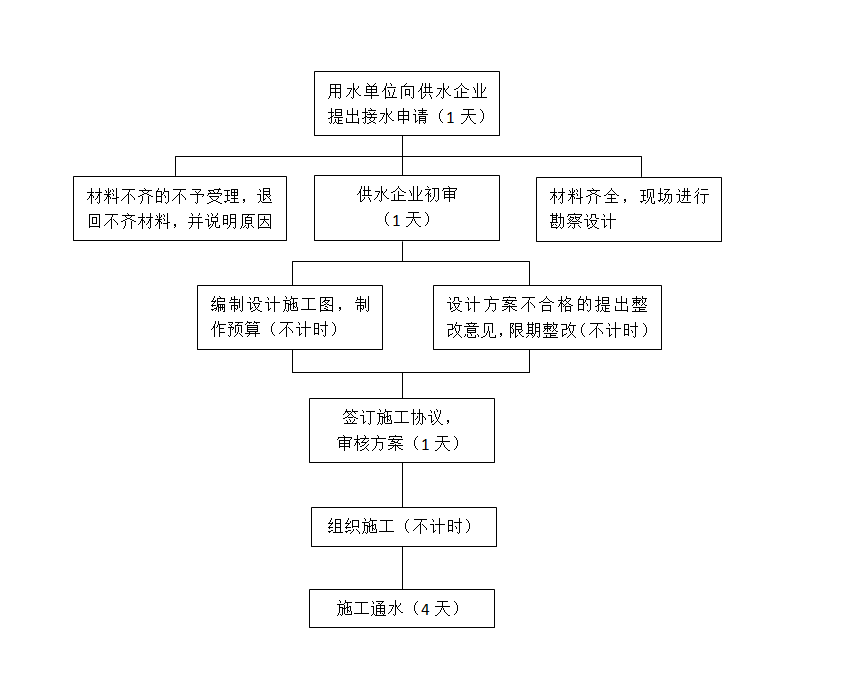 用水单位向供水企业
提出接水申请（1 天）
材料不齐的不予受理，退
回不齐材料，并说明原因
供水企业初审
（1 天）
材料齐全，现场进行
勘察设计
编制设计施工图，制
作预算（不计时）
设计方案不合格的提出整
改意见，限期整改（不计时）
签订施工协议，
审核方案（1 天）
组织施工（不计时）
施工通水（4 天）